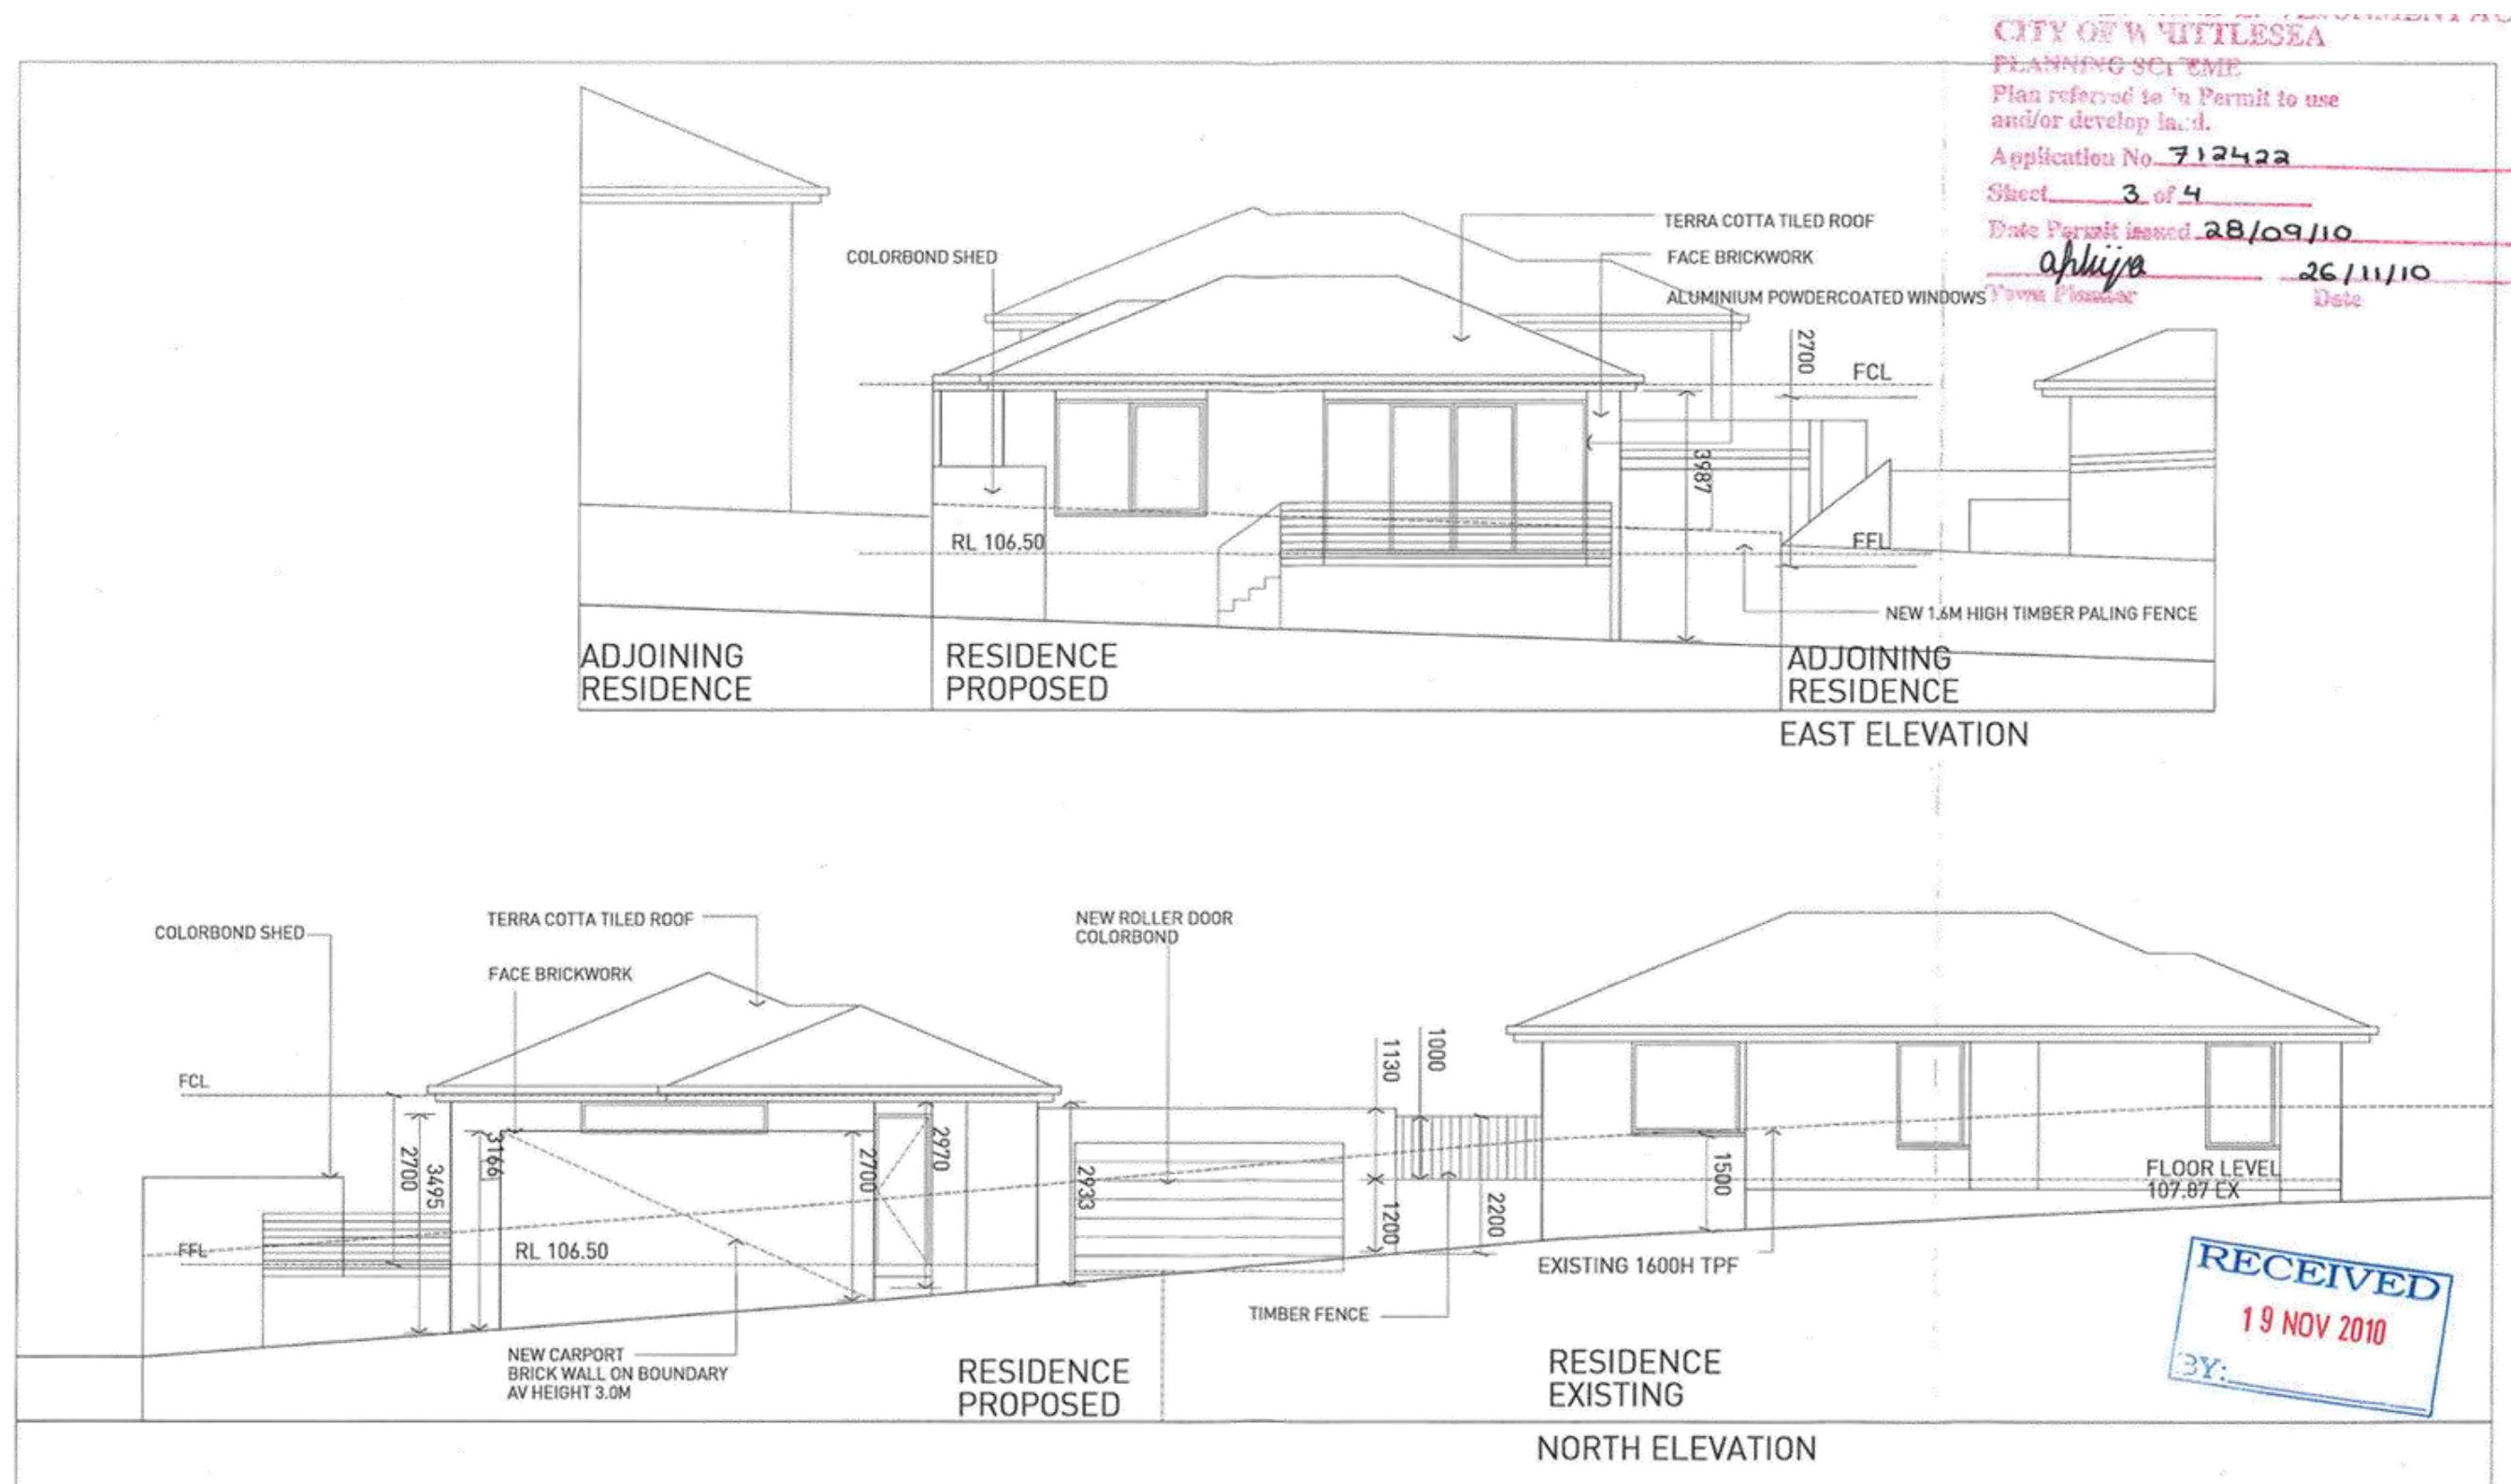 CITY OF WHITTLESEA
PLANNING SCHEME
Plan referred to in Permit to use
and/or develop land.
Application No. 712422
Sheet 3 of 4
Date Permit issued 28/09/10
26/11/10
Town Planner Date
TERRA COTTA TILED ROOF
COLORBOND SHED
FACE BRICKWORK
ALUMINIUM POWDERCOATED WINDOWS
2700
FCL
3987
RL 106.50
FFL
NEW 1.6M HIGH TIMBER PALING FENCE
ADJOINING
RESIDENCE
RESIDENCE
PROPOSED
ADJOINING
RESIDENCE
EAST ELEVATION
COLORBOND SHED
TERRA COTTA TILED ROOF
NEW ROLLER DOOR
COLORBOND
FACE BRICKWORK
FCL
1130
1000
2700
3495
3166
2700
2970
2933
1200
2200
1500
FLOOR LEVEL
107.87 EX
FFL
RL 106.50
EXISTING 1600H TPF
TIMBER FENCE
NEW CARPORT
BRICK WALL ON BOUNDARY
AV HEIGHT 3.0M
RESIDENCE
PROPOSED
RESIDENCE
EXISTING
RECEIVED
19 NOV 2010
BY:
NORTH ELEVATION